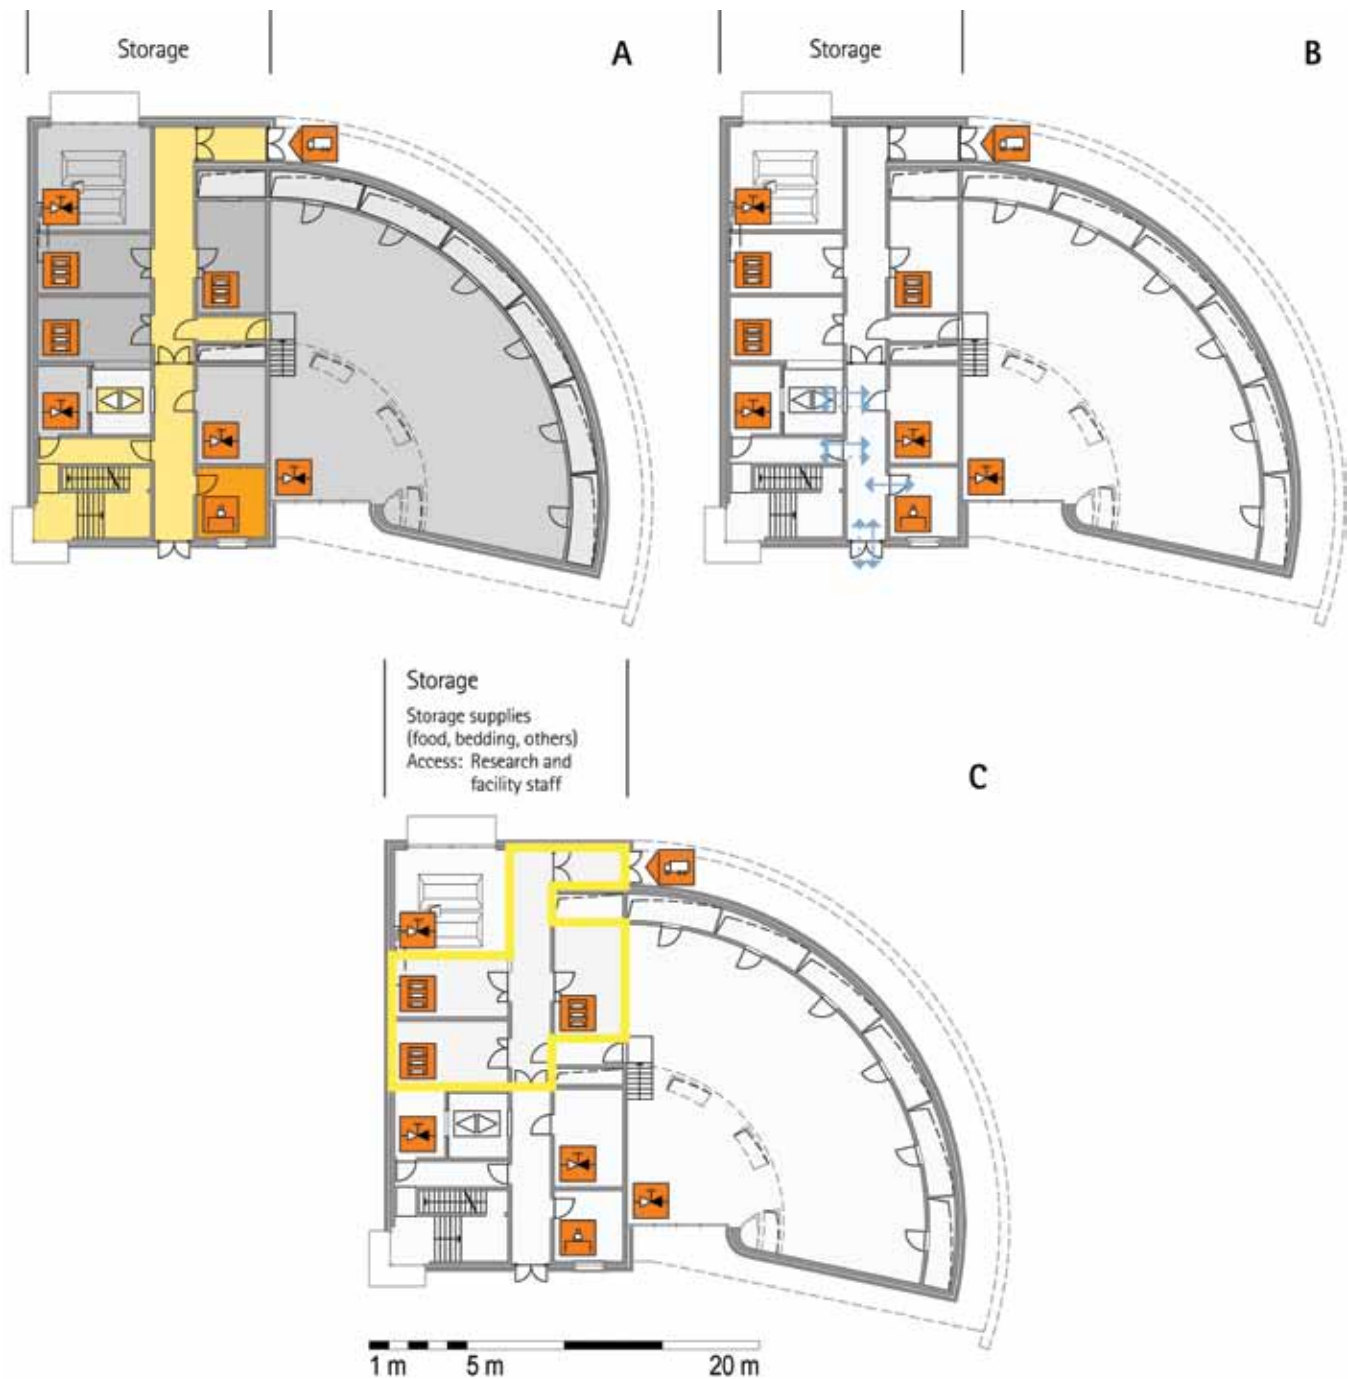 Storage
A
Storage
B
Storage
Storage supplies
(food, bedding, others)
Access: Research and
facility staff
C
1 m 5 m 20 m